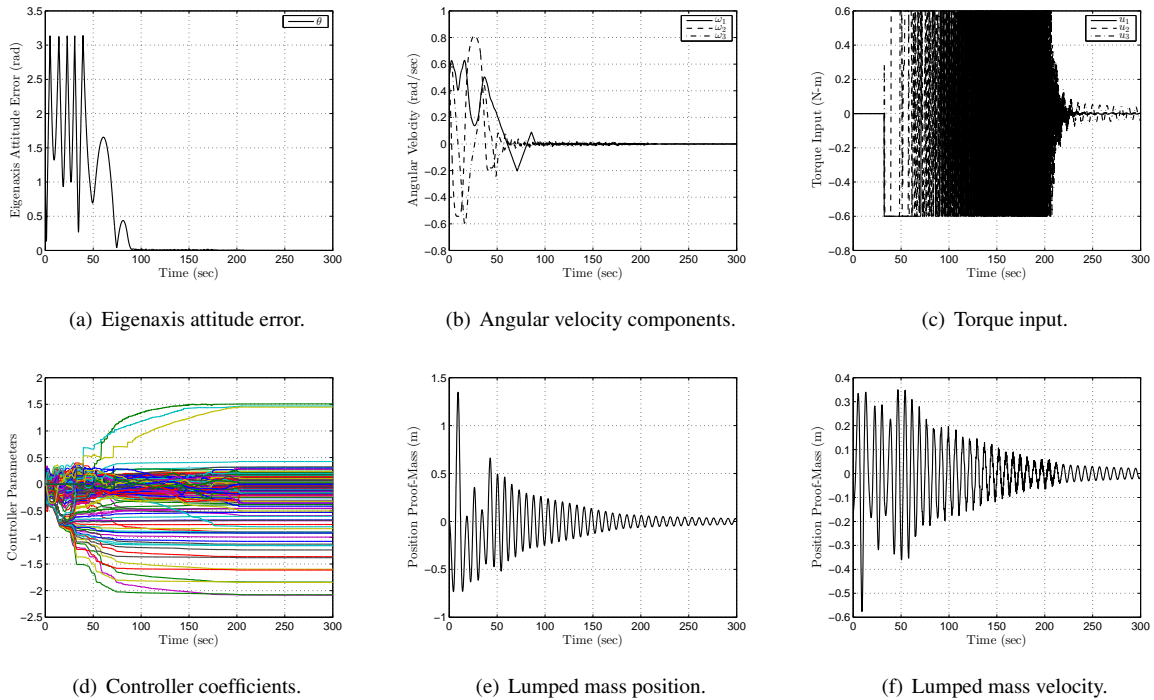 θ
3.5
3
2.5
2
1.5
1
0.5
0
Eigenaxis Attitude Error (rad)
0 50 100 150 200 250 300
Time (sec)
(a) Eigenaxis attitude error.
ω1
ω2
ω3
1
0.8
0.6
0.4
0.2
0
−0.2
−0.4
−0.6
−0.8
Angular Velocity (rad/sec)
0 50 100 150 200 250 300
Time (sec)
(b) Angular velocity components.
u1
u2
u3
0.6
0.4
0.2
0
−0.2
−0.4
−0.6
−0.8
Torque Input (N-m)
0 50 100 150 200 250 300
Time (sec)
(c) Torque input.
2
1.5
1
0.5
0
−0.5
−1
−1.5
−2
−2.5
Controller Parameters
0 50 100 150 200 250 300
Time (sec)
(d) Controller coefficients.
1.5
1
0.5
0
−0.5
−1
Position Proof-Mass (m)
0 50 100 150 200 250 300
Time (sec)
(e) Lumped mass position.
0.4
0.3
0.2
0.1
0
−0.1
−0.2
−0.3
−0.4
−0.5
−0.6
Position Proof-Mass (m)
0 50 100 150 200 250 300
Time (sec)
(f) Lumped mass velocity.